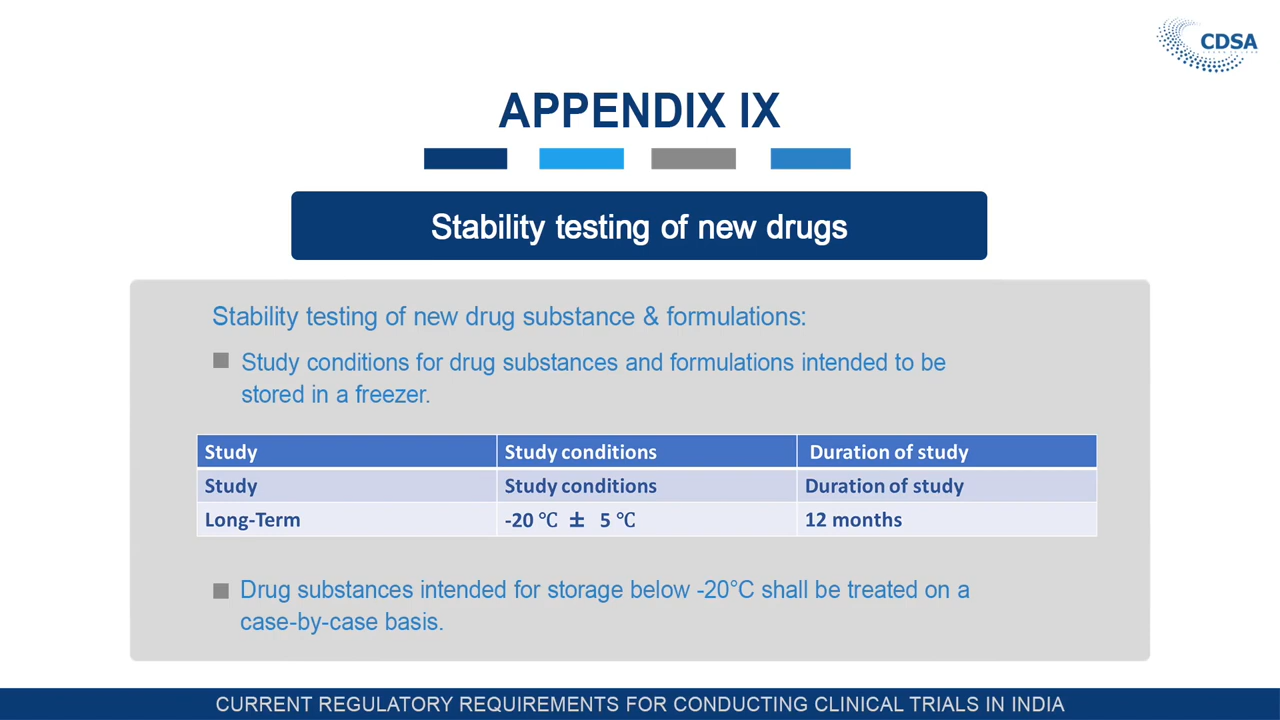 CDSA
APPENDIX IX
Stability testing of new drugs
Stability testing of new drug substance & formulations:
Study conditions for drug substances and formulations intended to be
stored in a freezer.
Study Study conditions Duration of study
Study Study conditions Duration of study
Long-Term -20 ℃ ± 5 ℃ 12 months
Drug substances intended for storage below -20°C shall be treated on a
case-by-case basis.
CURRENT REGULATORY REQUIREMENTS FOR CONDUCTING CLINICAL TRIALS IN INDIA